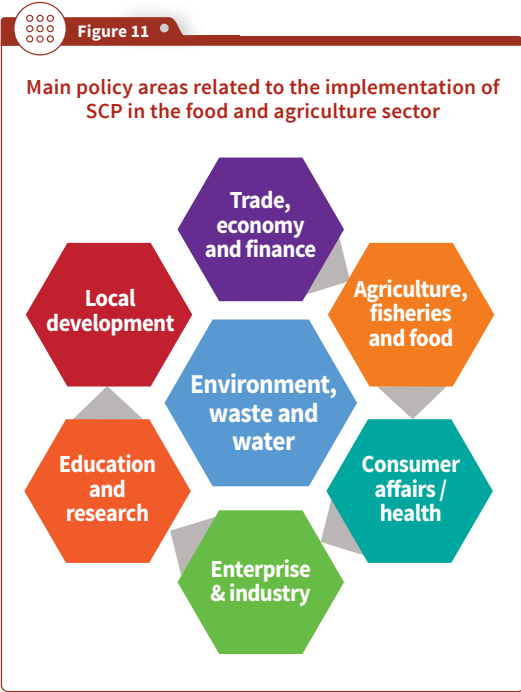 Figure 11
Main policy areas related to the implementation of
SCP in the food and agriculture sector
Trade,
economy
and finance
Agriculture,
fisheries
and food
Consumer
affairs /
health
Enterprise
& industry
Education
and
research
Local
development
Environment,
waste and
water